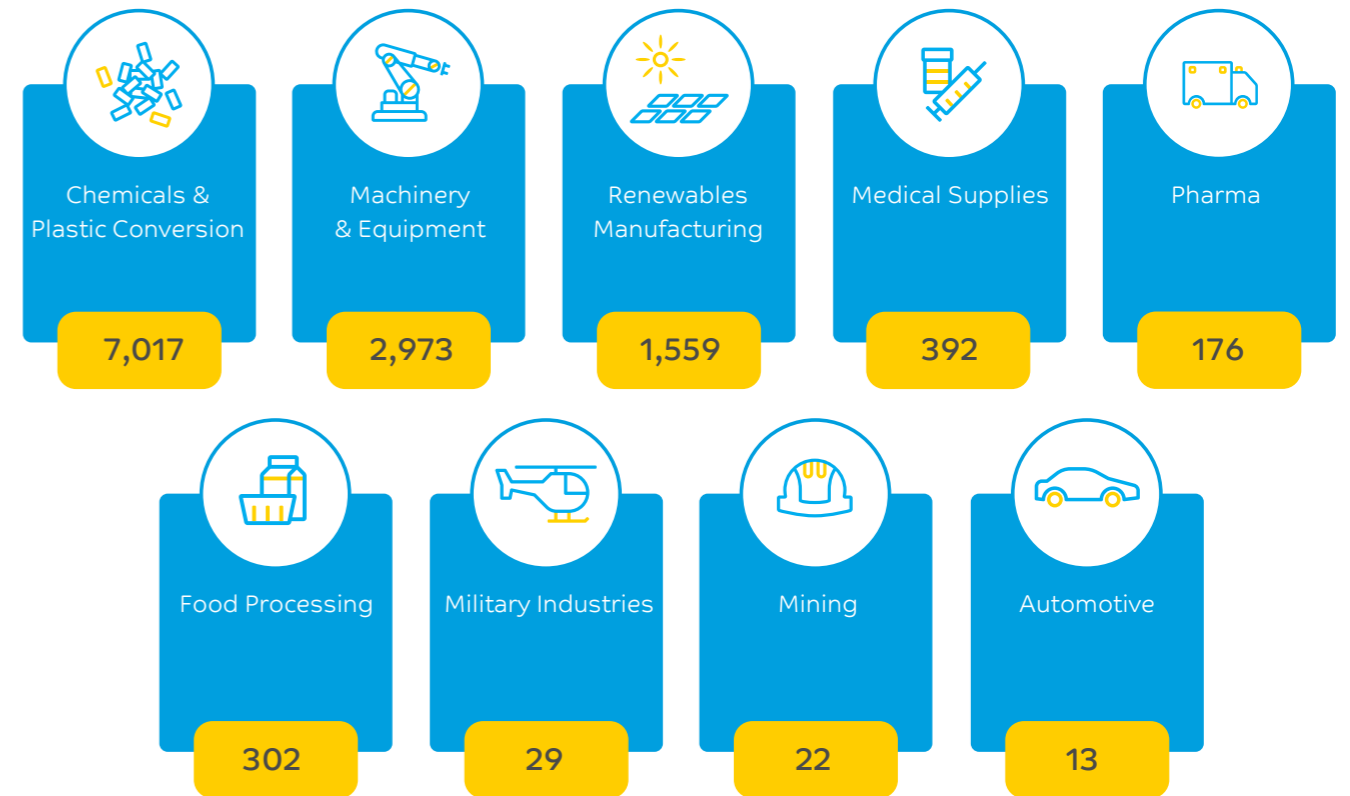 Chemicals &
Plastic Conversion
7,017
Machinery
& Equipment
2,973
Renewables
Manufacturing
1,559
Medical Supplies
392
Pharma
176
Food Processing
302
Military Industries
29
Mining
22
Automotive
13